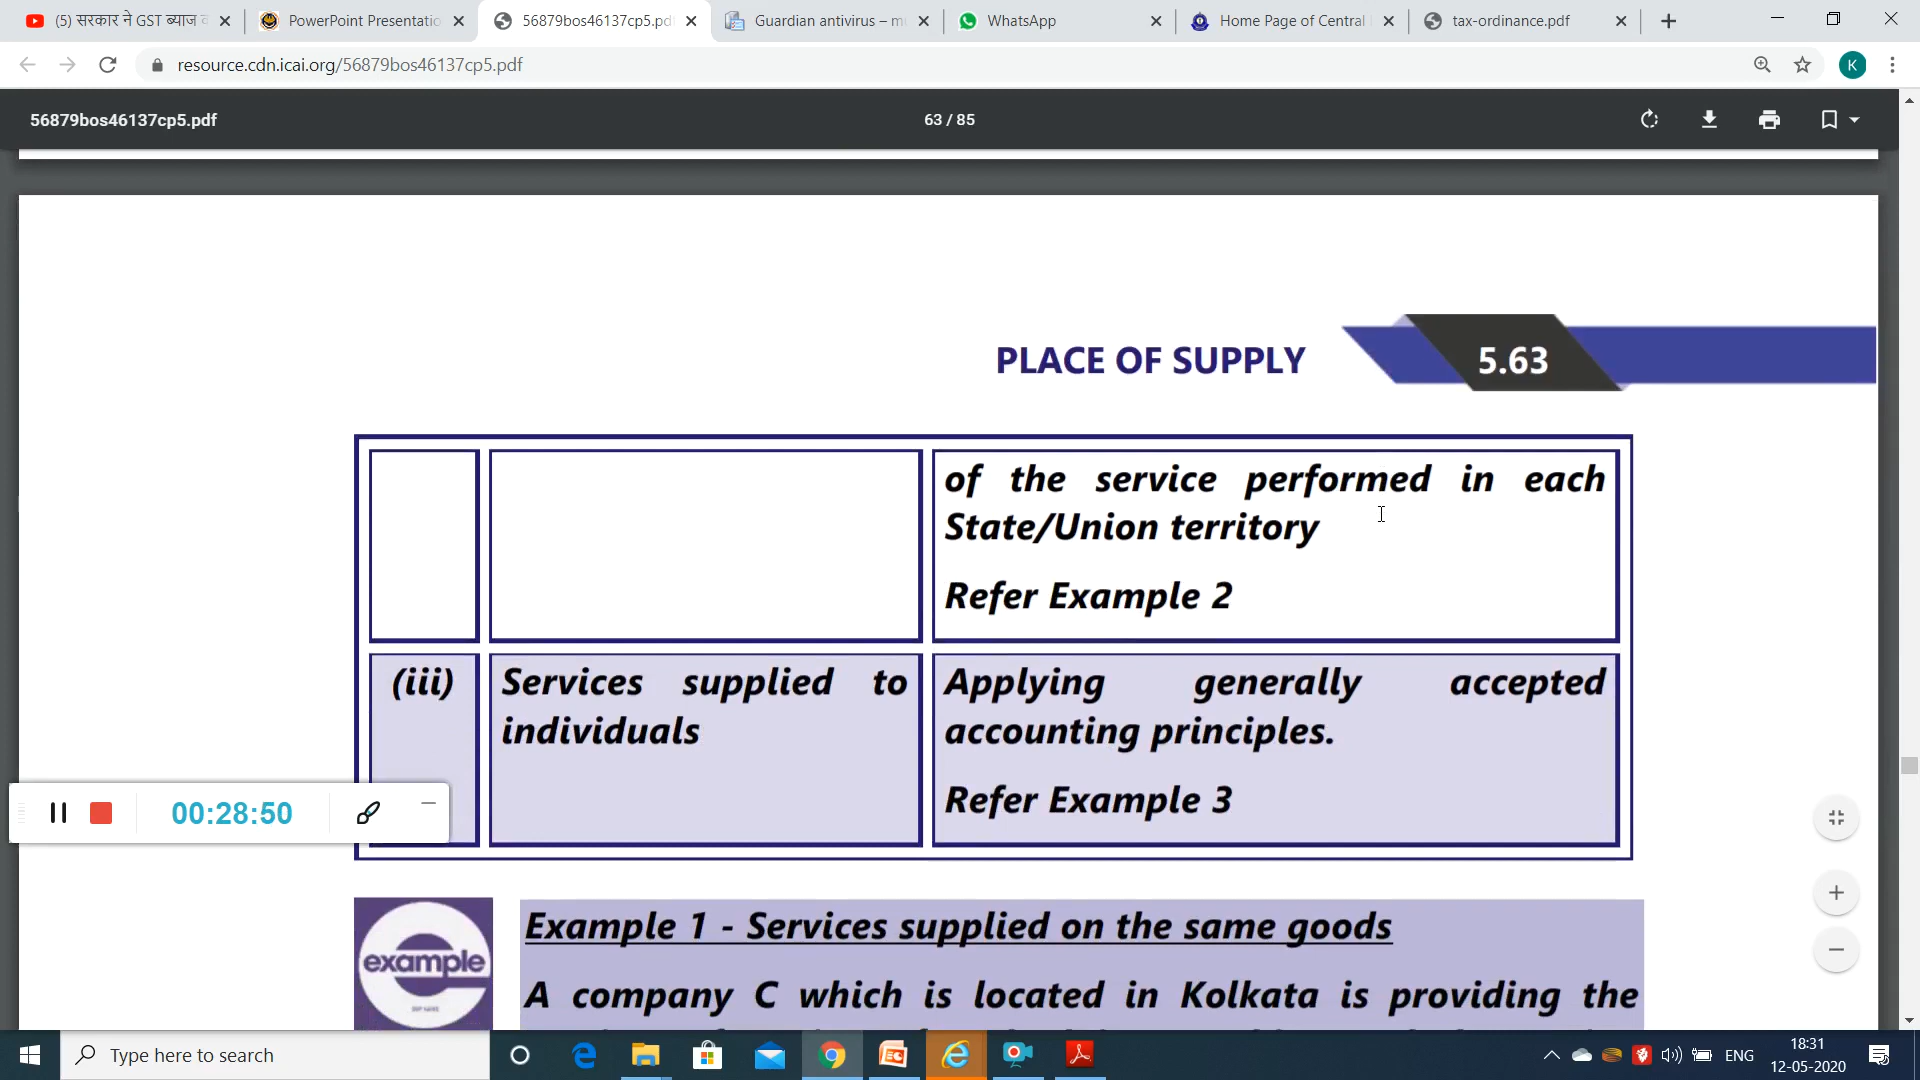 (5) सरकार ने GST ब्याज
PowerPoint Presentatio
56879bos46137cp5.pd
Guardian antivirus – m
WhatsApp
Home Page of Central
tax-ordinance.pdf
resource.cdn.icai.org/56879bos46137cp5.pdf
K
56879bos46137cp5.pdf
63 / 85
PLACE OF SUPPLY
5.63
of the service performed in each
State/Union territory
Refer Example 2
(iii)
Services supplied to
individuals
Applying generally accepted
accounting principles.
Refer Example 3
00:28:50
example
Example 1 - Services supplied on the same goods
A company C which is located in Kolkata is providing the
Type here to search
ENG
18:31
12-05-2020